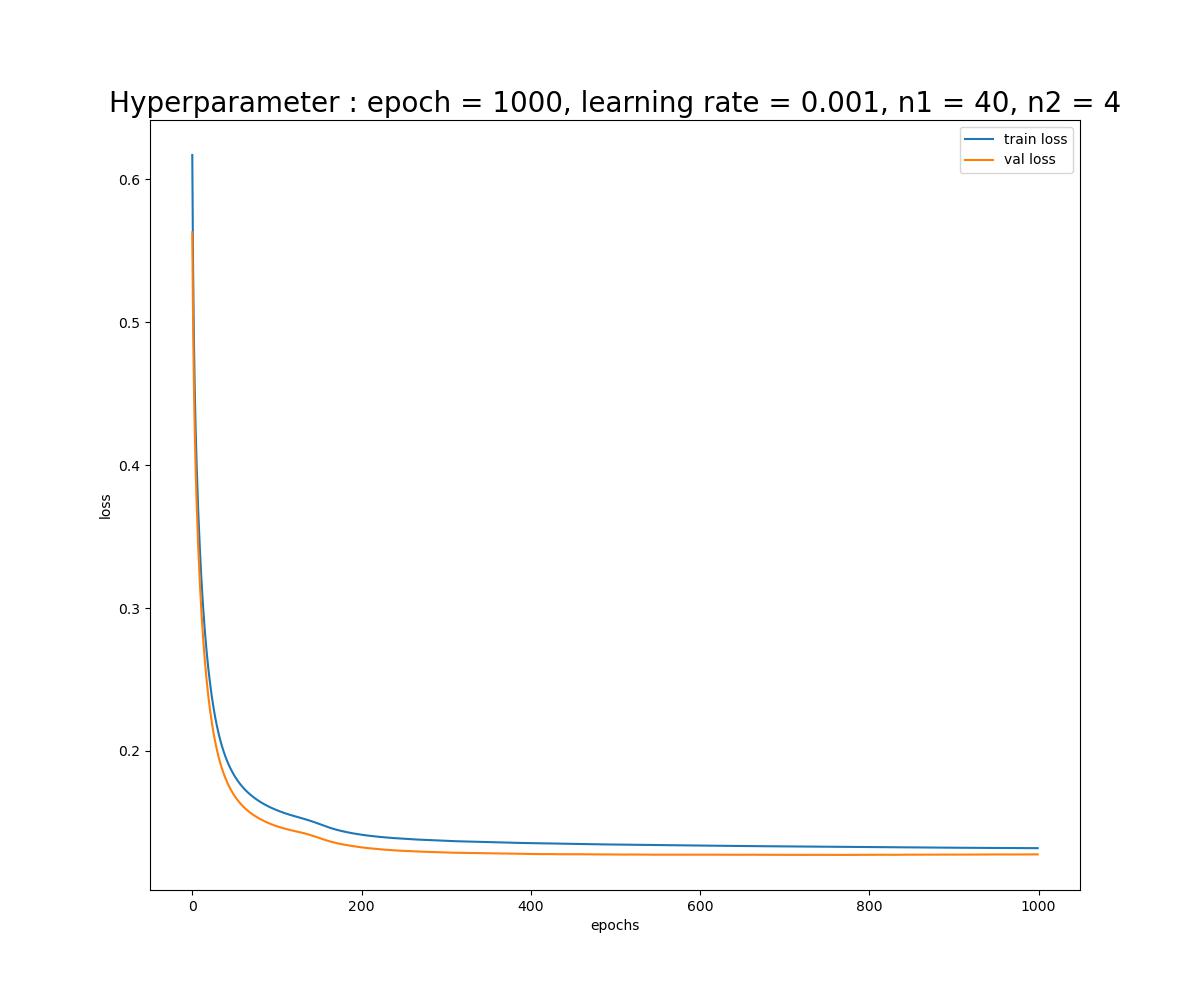 Hyperparameter : epoch = 1000, learning rate = 0.001, n1 = 40, n2 = 4
train loss
val loss
0.6
0.5
0.4
0.3
0.2
loss
0 200 400 600 800 1000
epochs